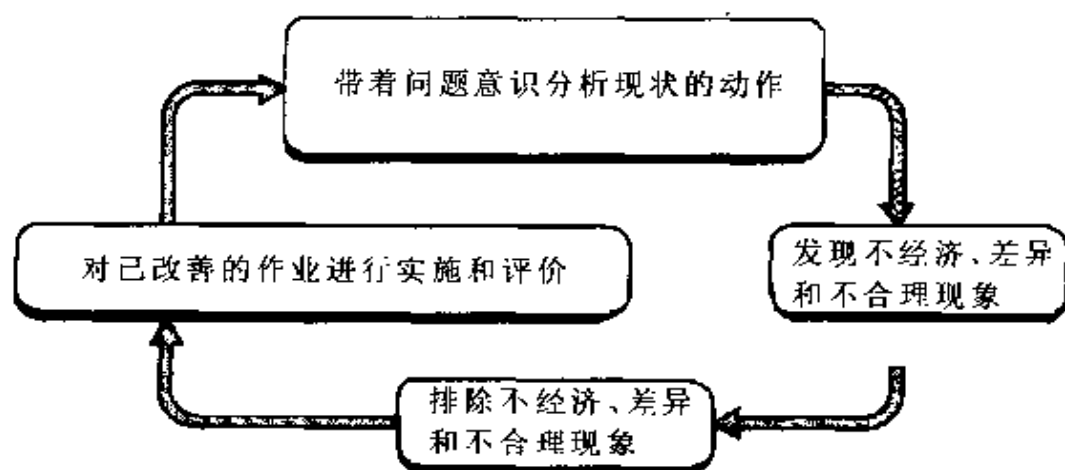 带着问题意识分析现状的动作
发现不经济、差异
和不合理现象
排除不经济、差异
和不合理现象
对已改善的作业进行实施和评价